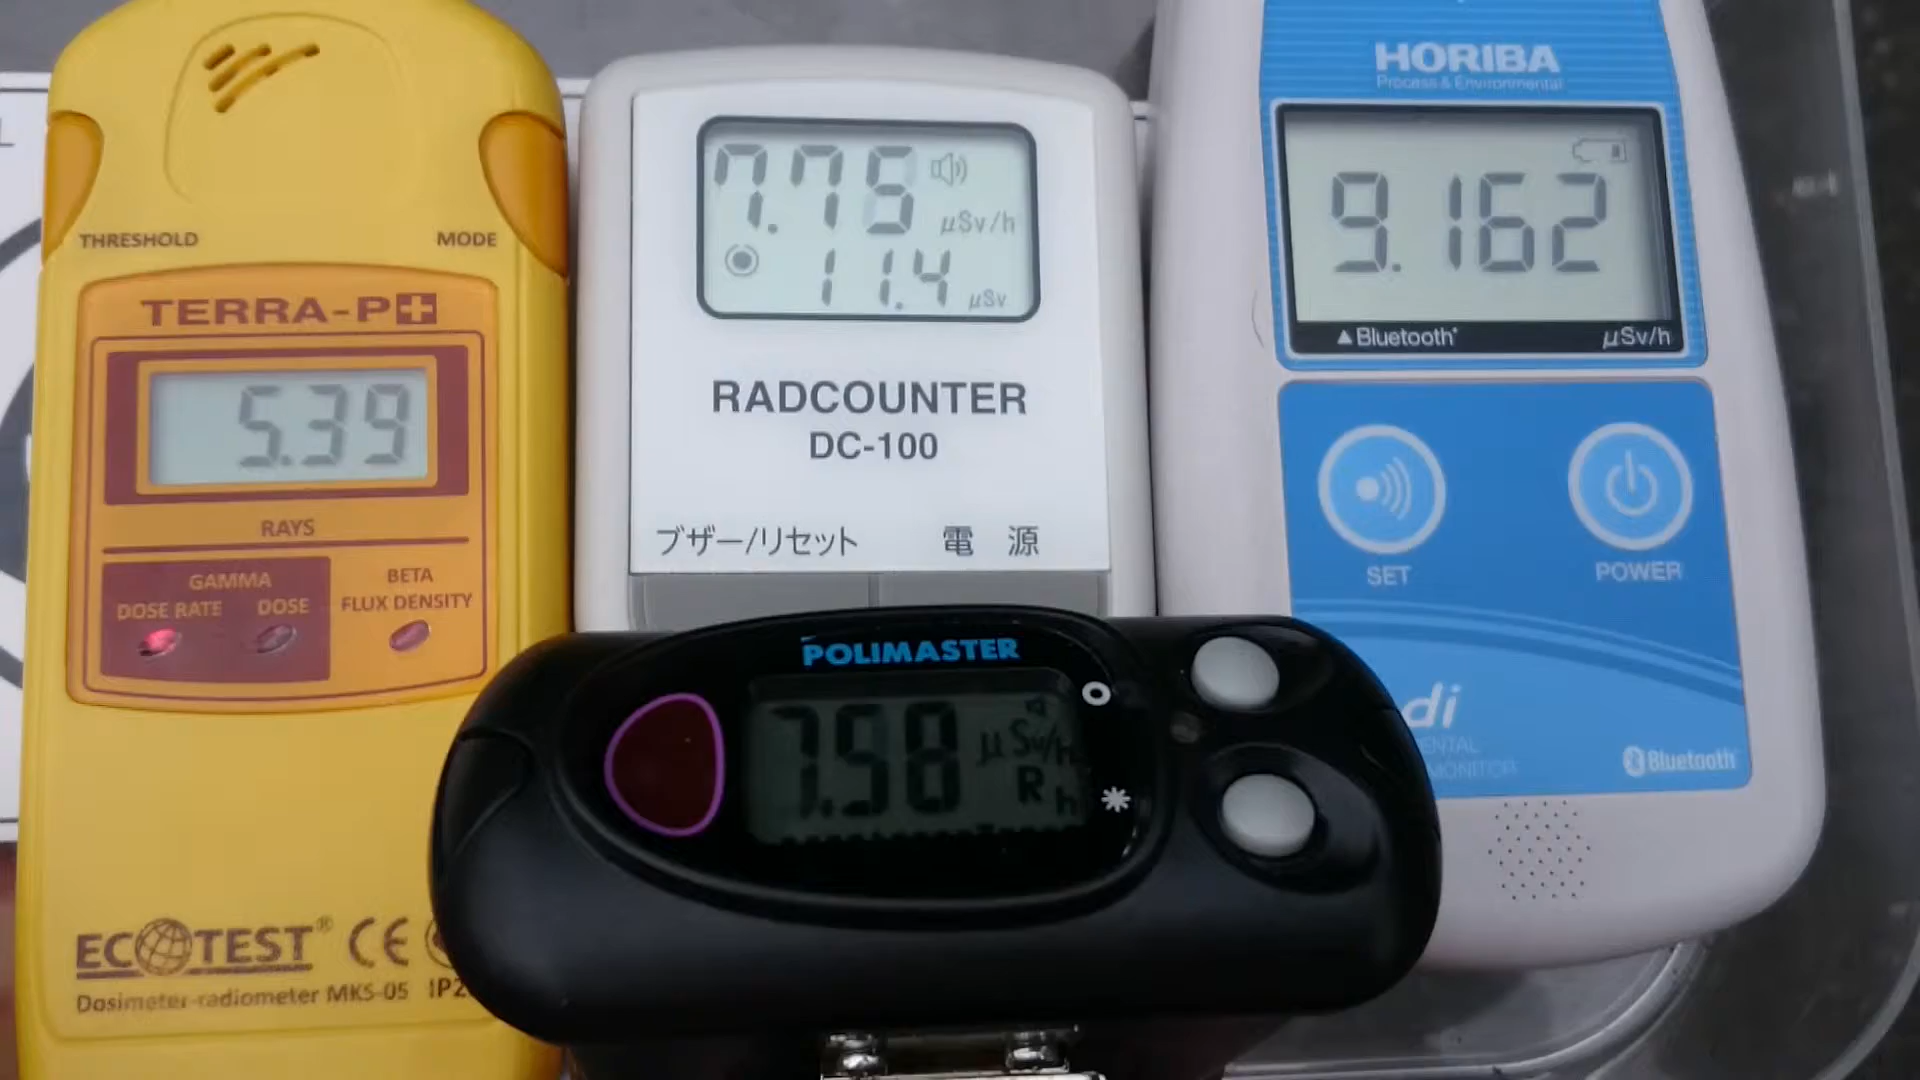 THRESHOLD
MODE
TERRA-P+
5.39
RAYS
GAMMA
DOSE RATE
DOSE
BETA
FLUX DENSITY
ECOTEST® CE
Dosimeter-radiometer MKS-05
7.75
μSv/h
11.4
μSv
RADCOUNTER
DC-100
ブザー/リセット
電源
HORIBA
Process & Environmental
9.162
▲Bluetooth®
μSv/h
SET
POWER
di
Bluetooth
MONITOR
POLIMASTER
7.58
μSv/h
R h